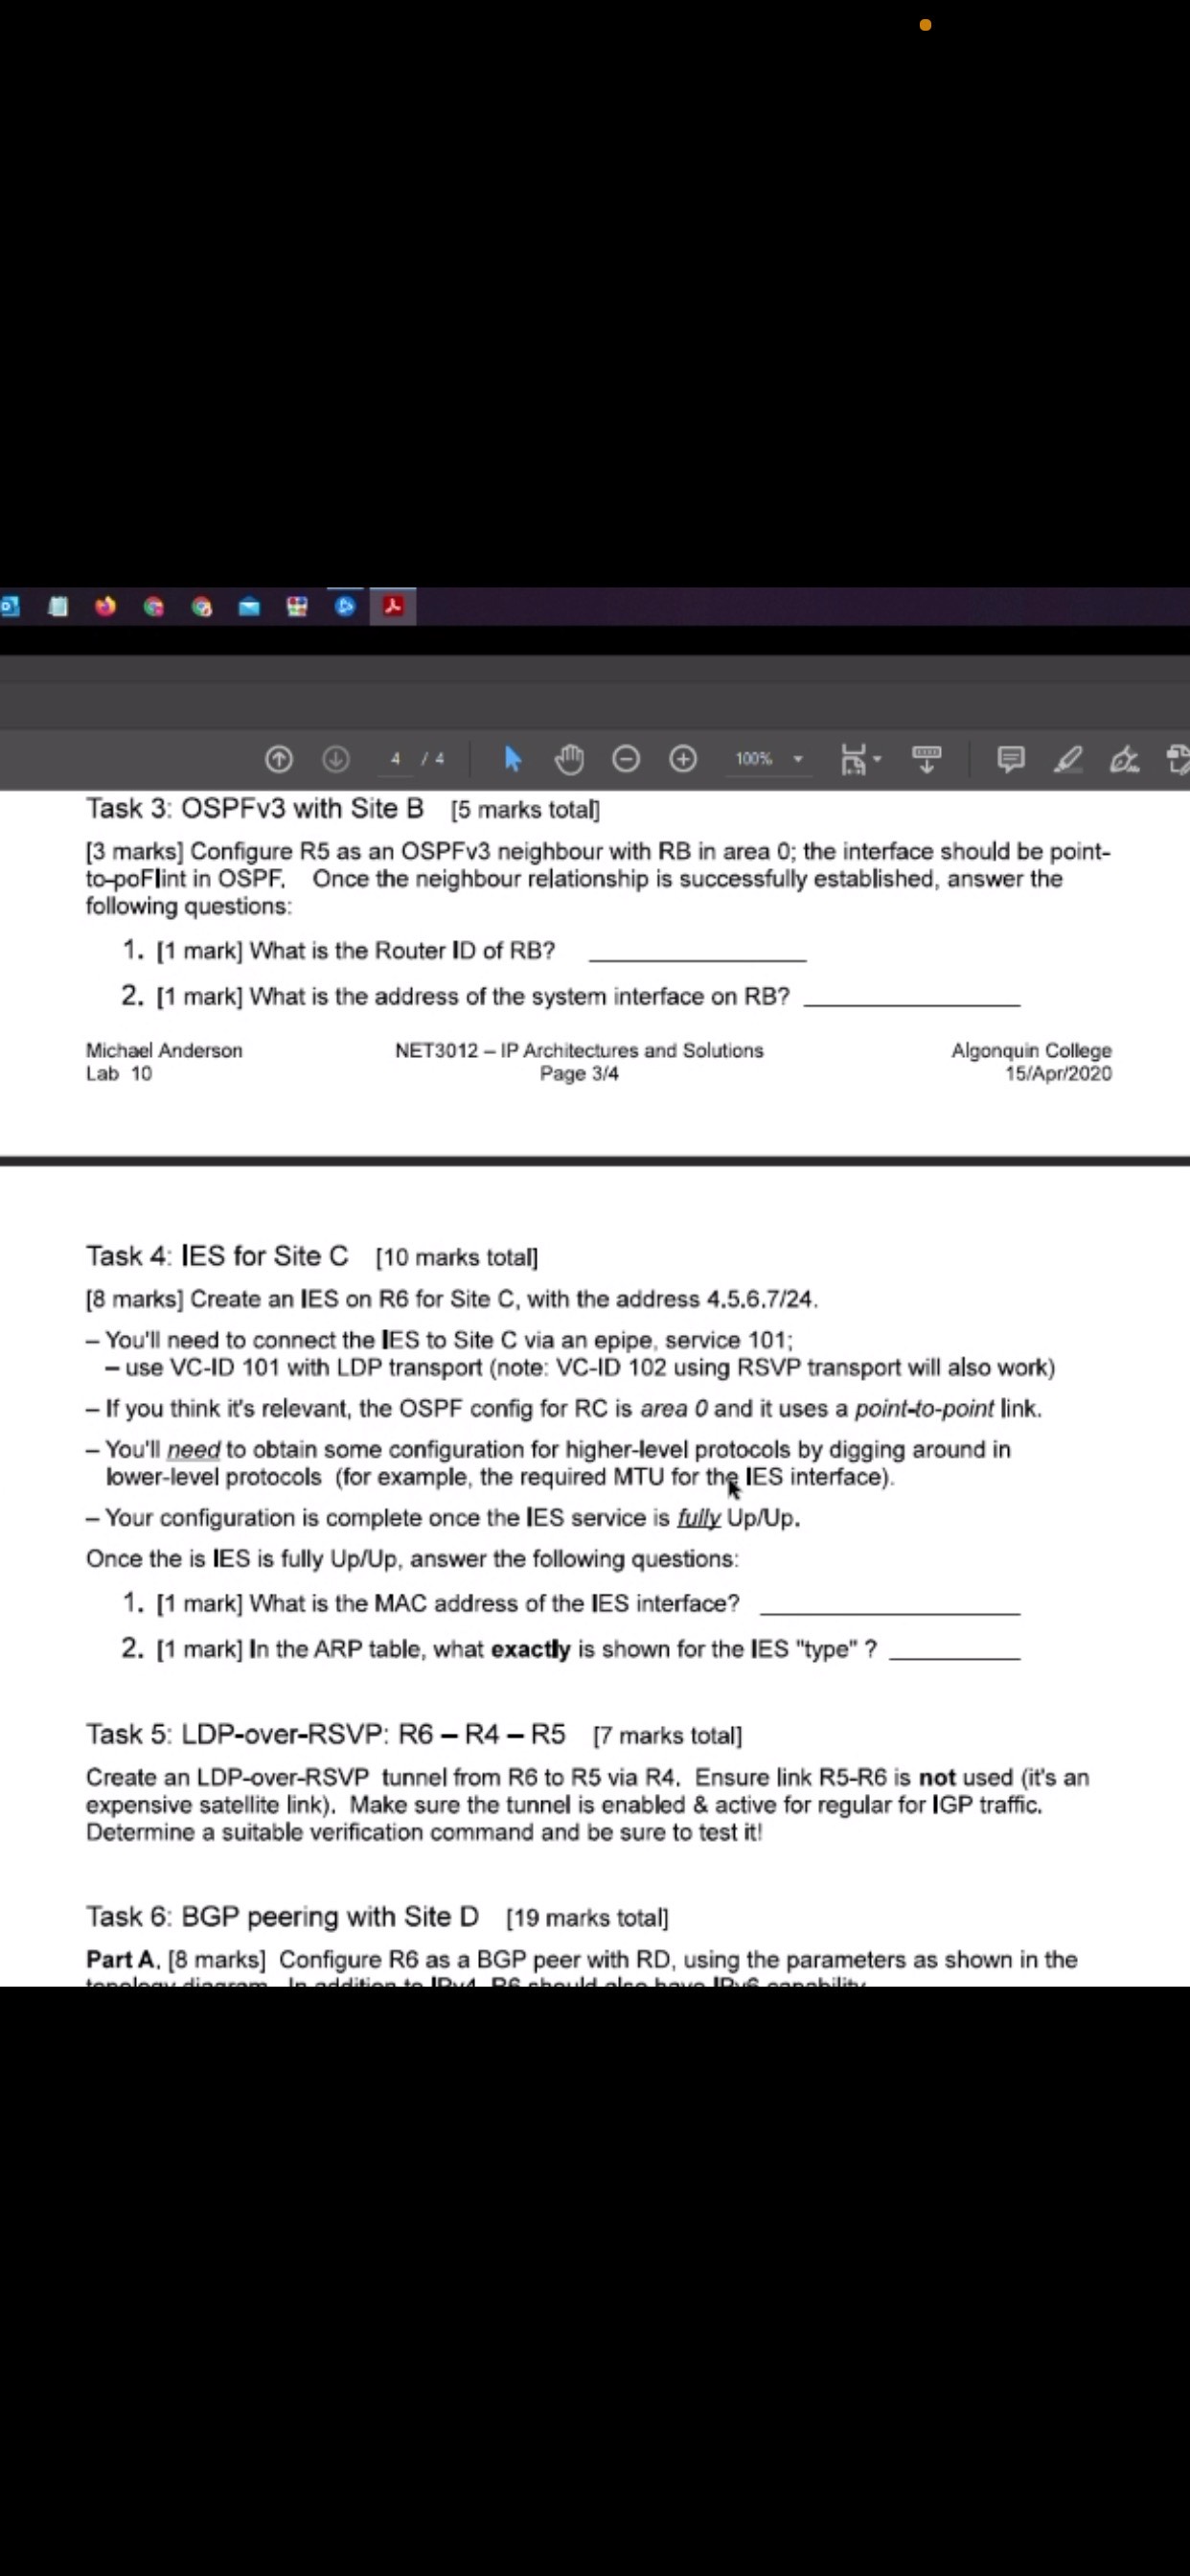 4 / 4
100%
Task 3: OSPFv3 with Site B [5 marks total]
[3 marks] Configure R5 as an OSPFv3 neighbour with RB in area 0; the interface should be point-
to-poFlint in OSPF. Once the neighbour relationship is successfully established, answer the
following questions:
1. [1 mark] What is the Router ID of RB? ____________
2. [1 mark] What is the address of the system interface on RB? ____________
Michael Anderson NET3012 – IP Architectures and Solutions Algonquin College
Lab 10 Page 3/4 15/Apr/2020
Task 4: IES for Site C [10 marks total]
[8 marks] Create an IES on R6 for Site C, with the address 4.5.6.7/24.
– You'll need to connect the IES to Site C via an epipe, service 101;
– use VC-ID 101 with LDP transport (note: VC-ID 102 using RSVP transport will also work)
– If you think it's relevant, the OSPF config for RC is area 0 and it uses a point-to-point link.
– You'll need to obtain some configuration for higher-level protocols by digging around in
lower-level protocols (for example, the required MTU for the IES interface).
– Your configuration is complete once the IES service is fully Up/Up.
Once the is IES is fully Up/Up, answer the following questions:
1. [1 mark] What is the MAC address of the IES interface? ____________
2. [1 mark] In the ARP table, what exactly is shown for the IES "type" ? ____________
Task 5: LDP-over-RSVP: R6 – R4 – R5 [7 marks total]
Create an LDP-over-RSVP tunnel from R6 to R5 via R4. Ensure link R5-R6 is not used (it's an
expensive satellite link). Make sure the tunnel is enabled & active for regular for IGP traffic.
Determine a suitable verification command and be sure to test it!
Task 6: BGP peering with Site D [19 marks total]
Part A. [8 marks] Configure R6 as a BGP peer with RD, using the parameters as shown in the
topology diagram. In addition to IPv4, R6 should also have IPv6 capability.